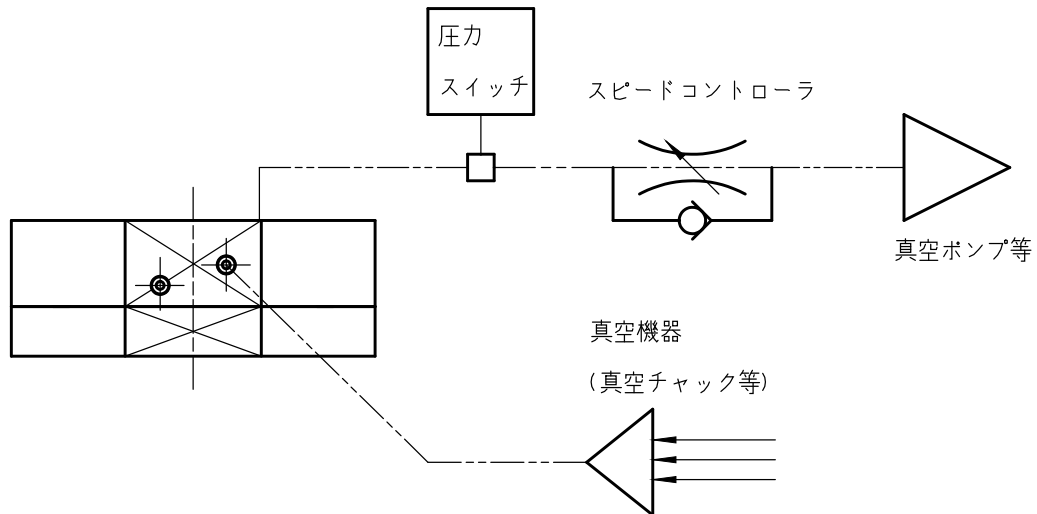 圧力
スイッチ
スピードコントローラ
真空ポンプ等
真空機器
(真空チャック等)